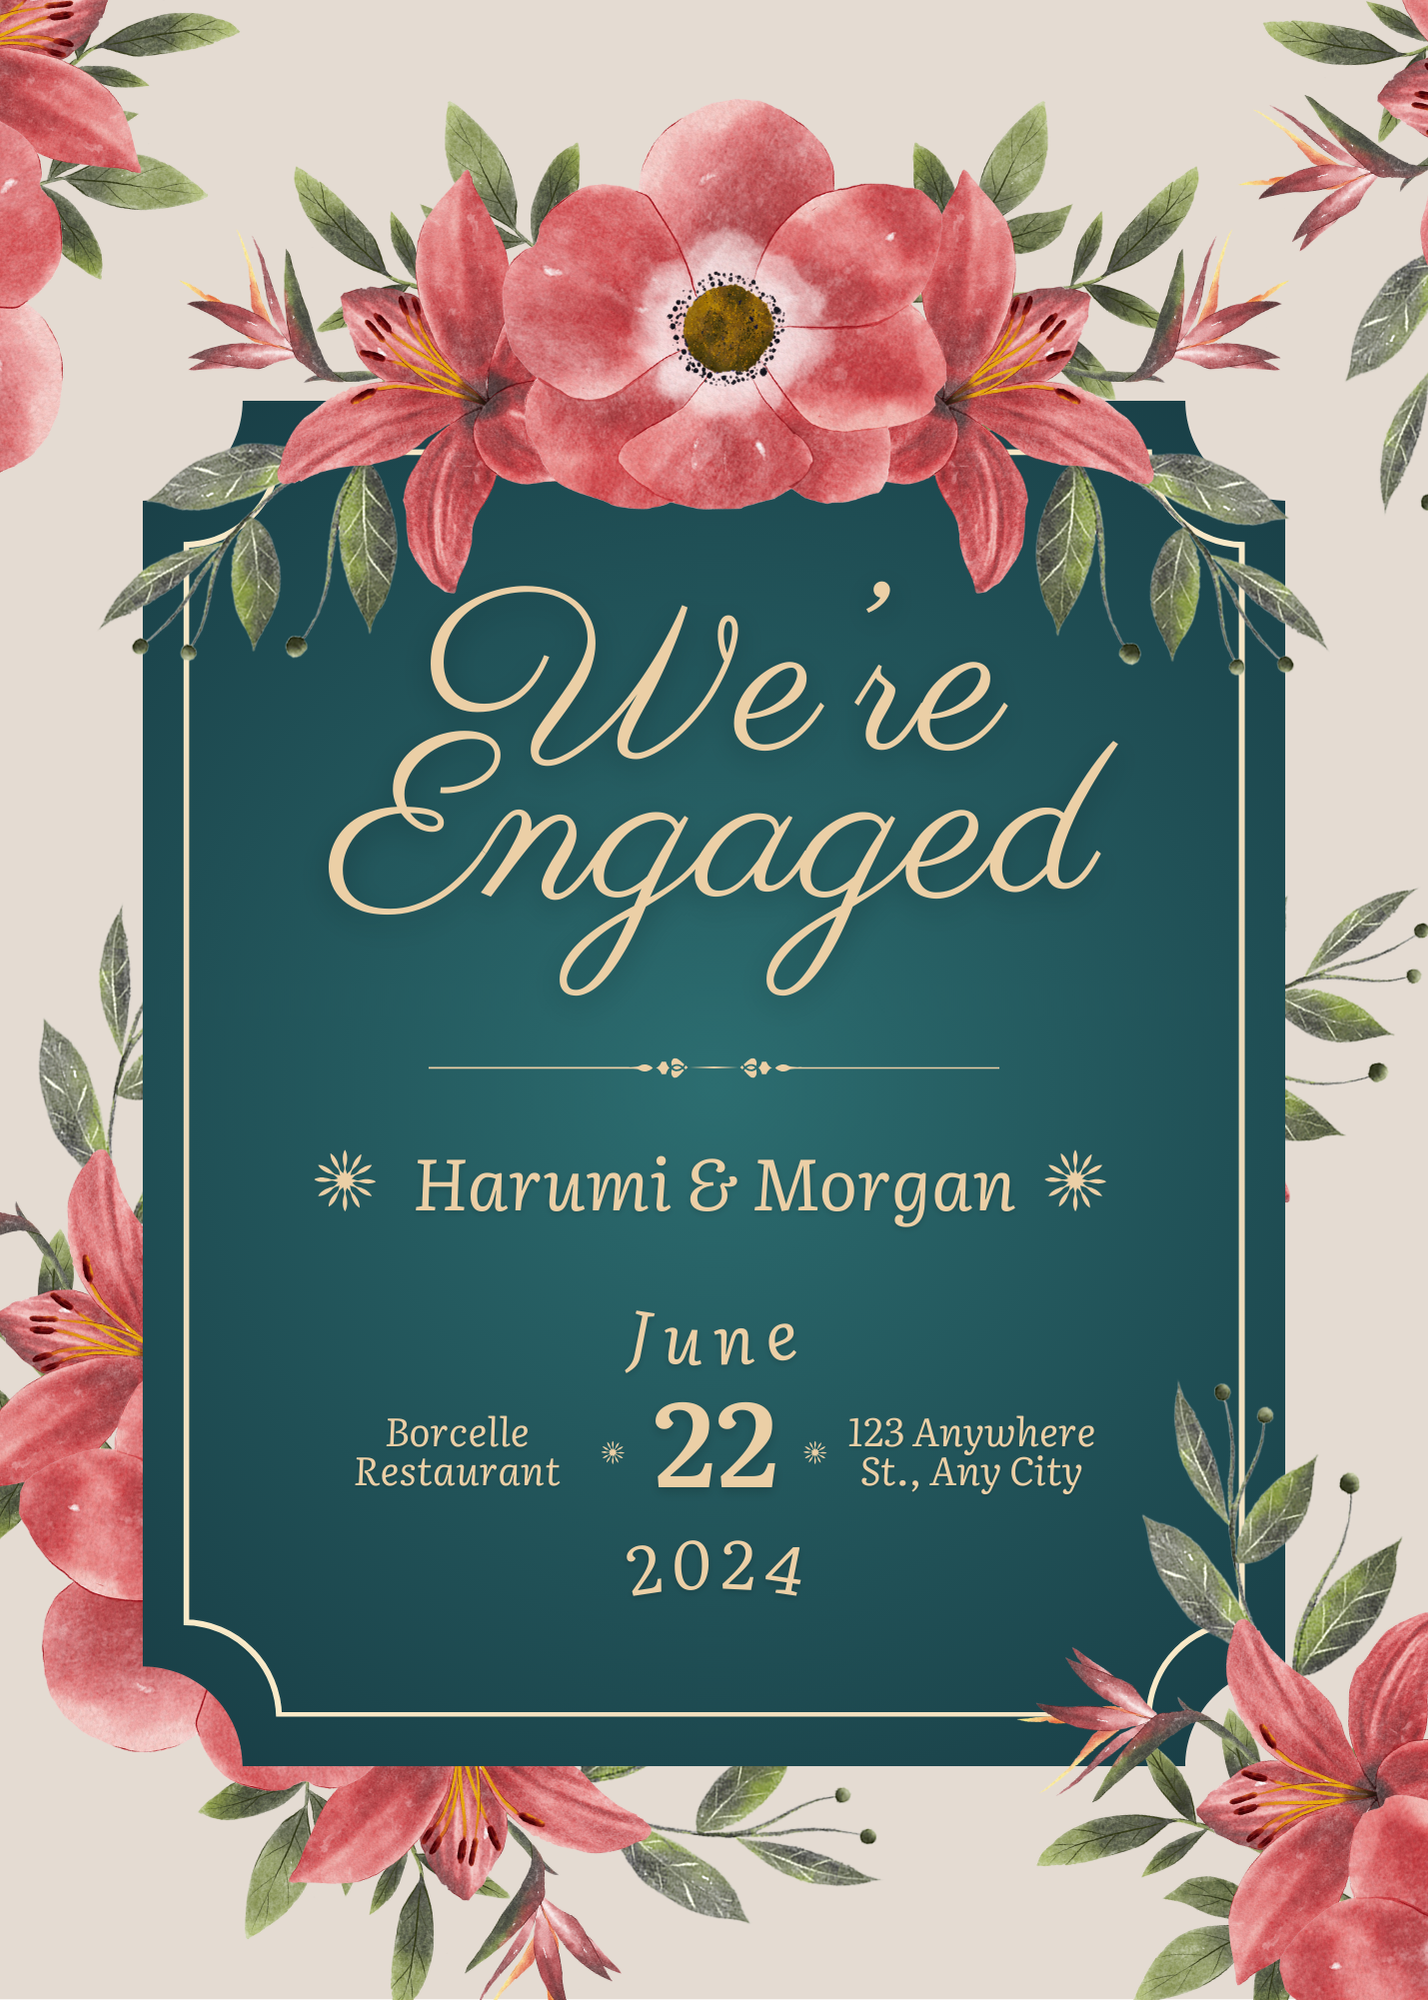 We're
Engaged
Harumi & Morgan
June
Borcelle
Restaurant
22
123 Anywhere
St., Any City
2024